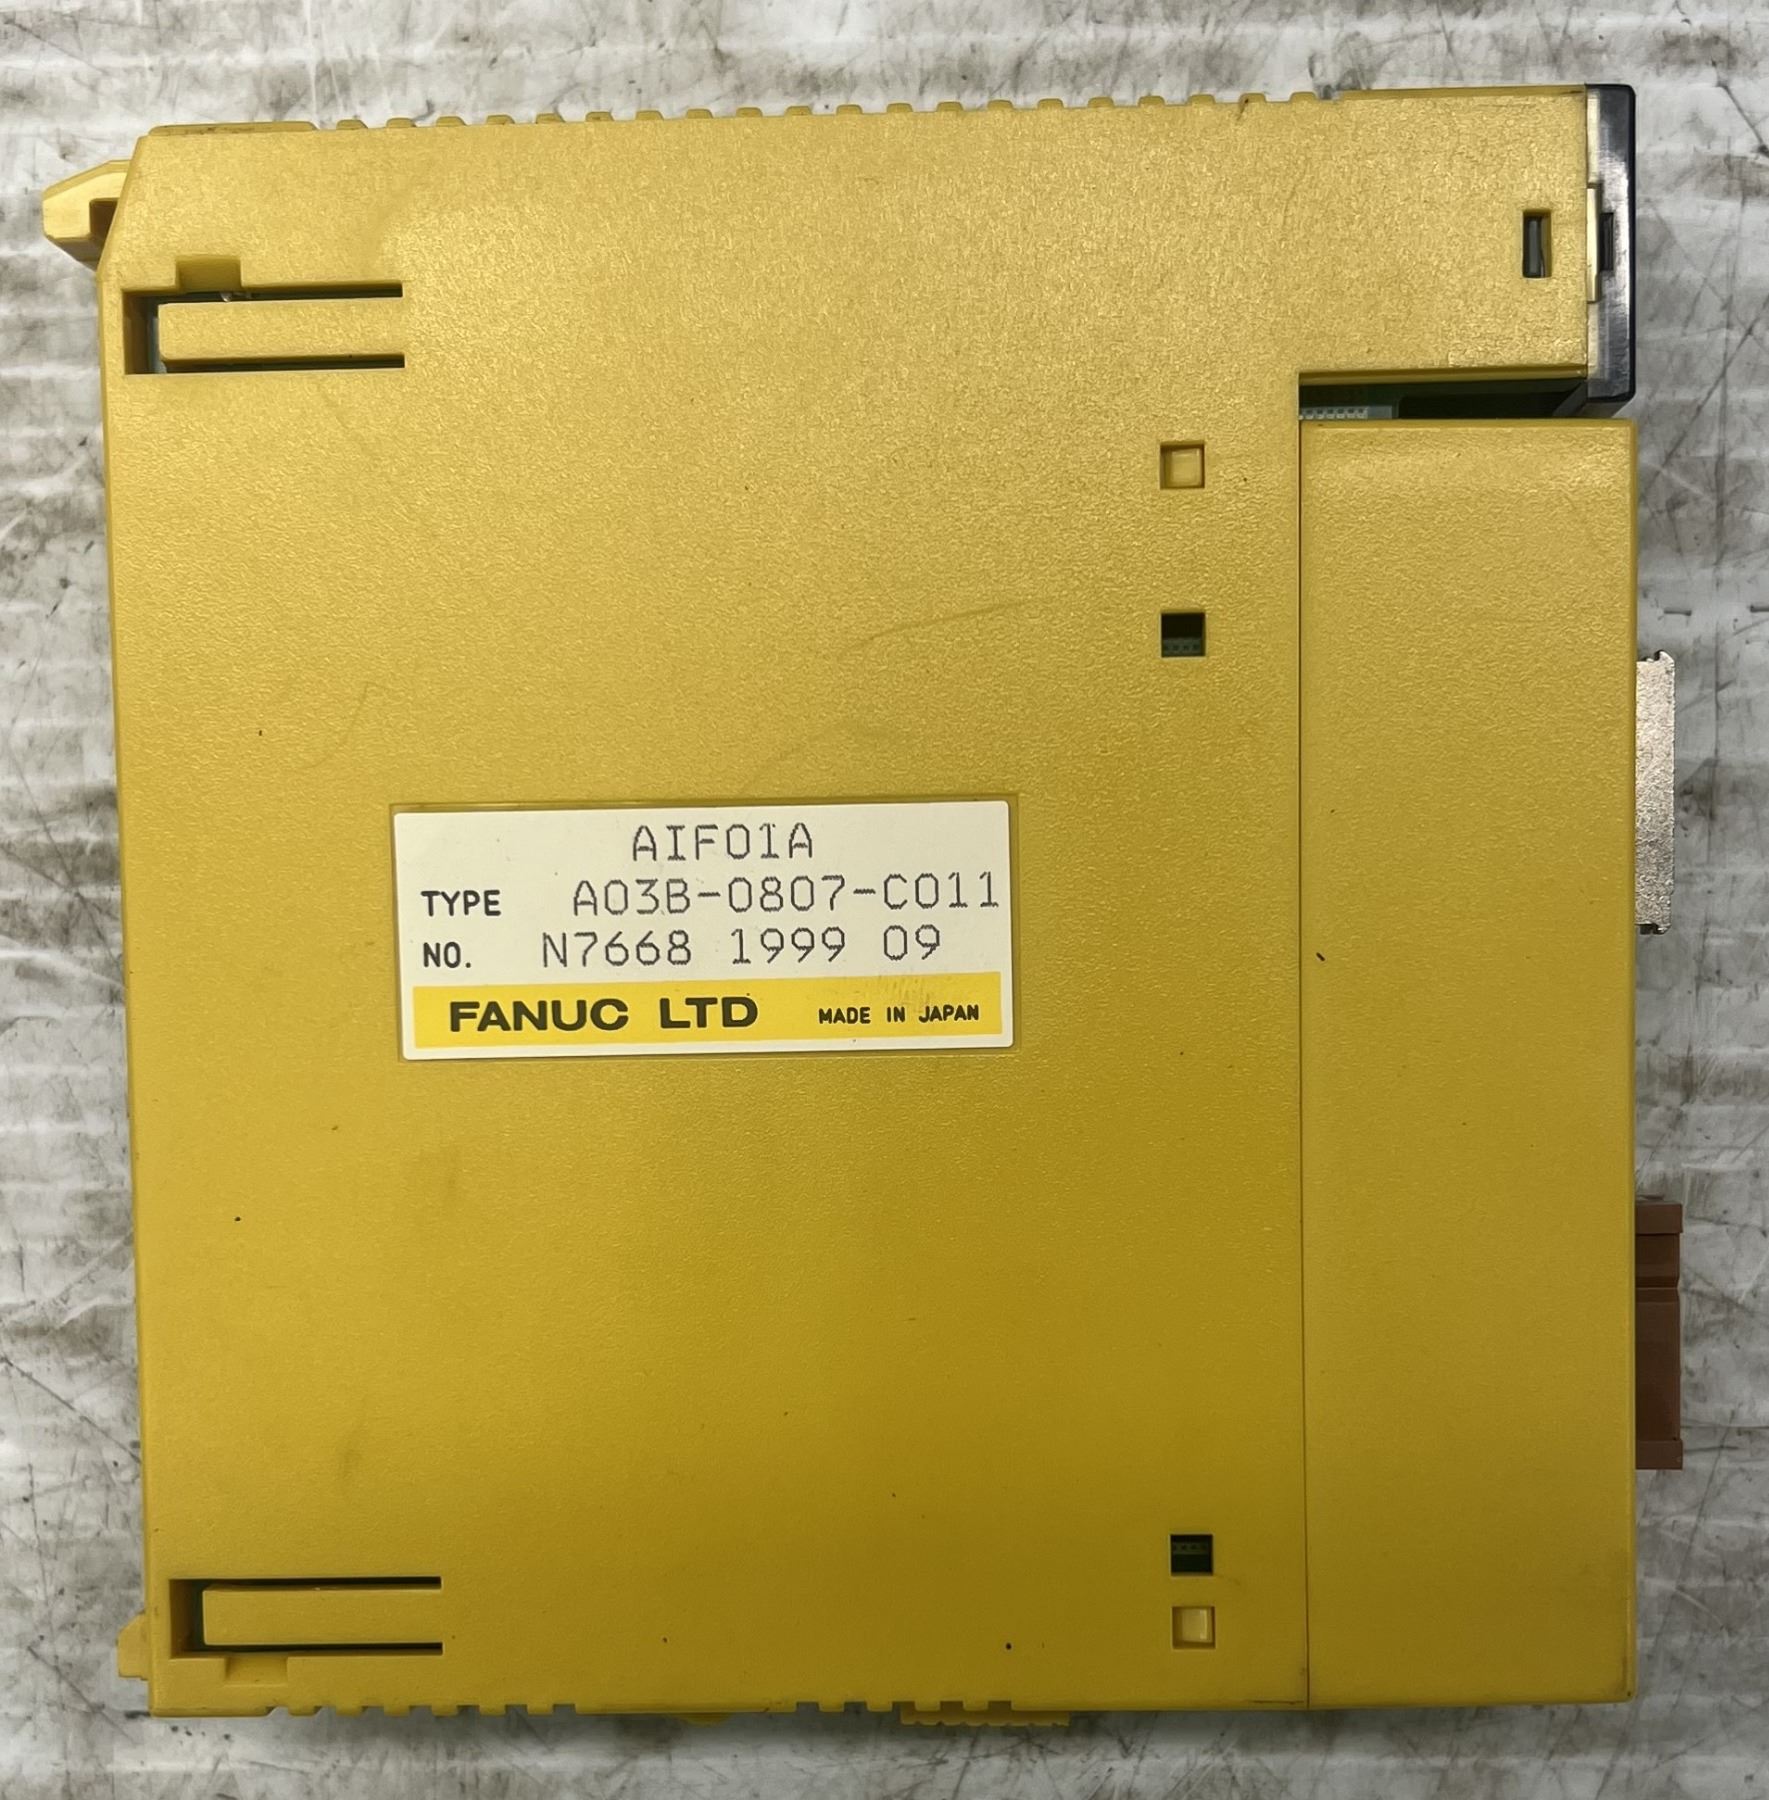 AIF01A
TYPE A03B-0807-C011
NO. N7668 1999 09
FANUC LTD MADE IN JAPAN